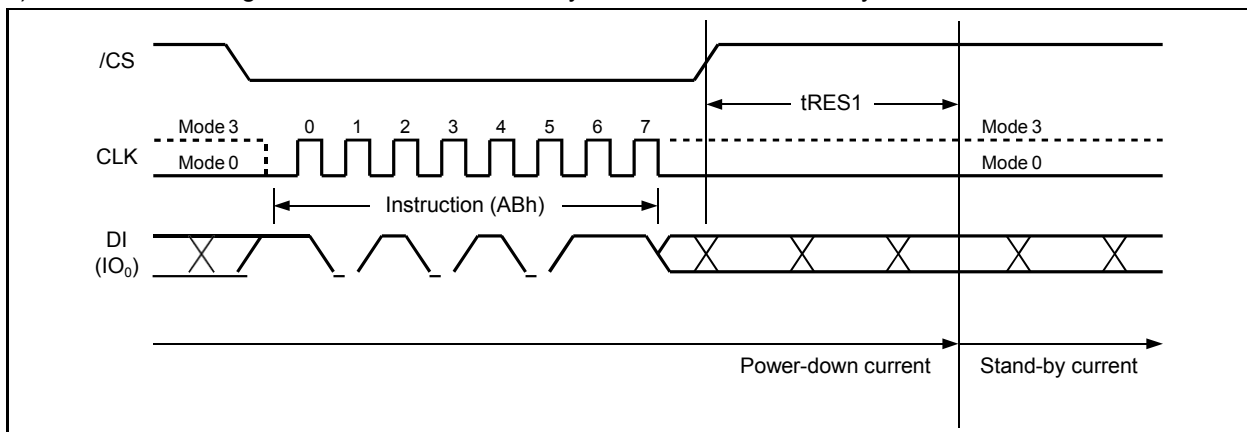 /CS
tRES1
Mode 3 0 1 2 3 4 5 6 7 Mode 3
CLK
Mode 0 Mode 0
Instruction (ABh)
DI
(IO₀)
Power-down current Stand-by current